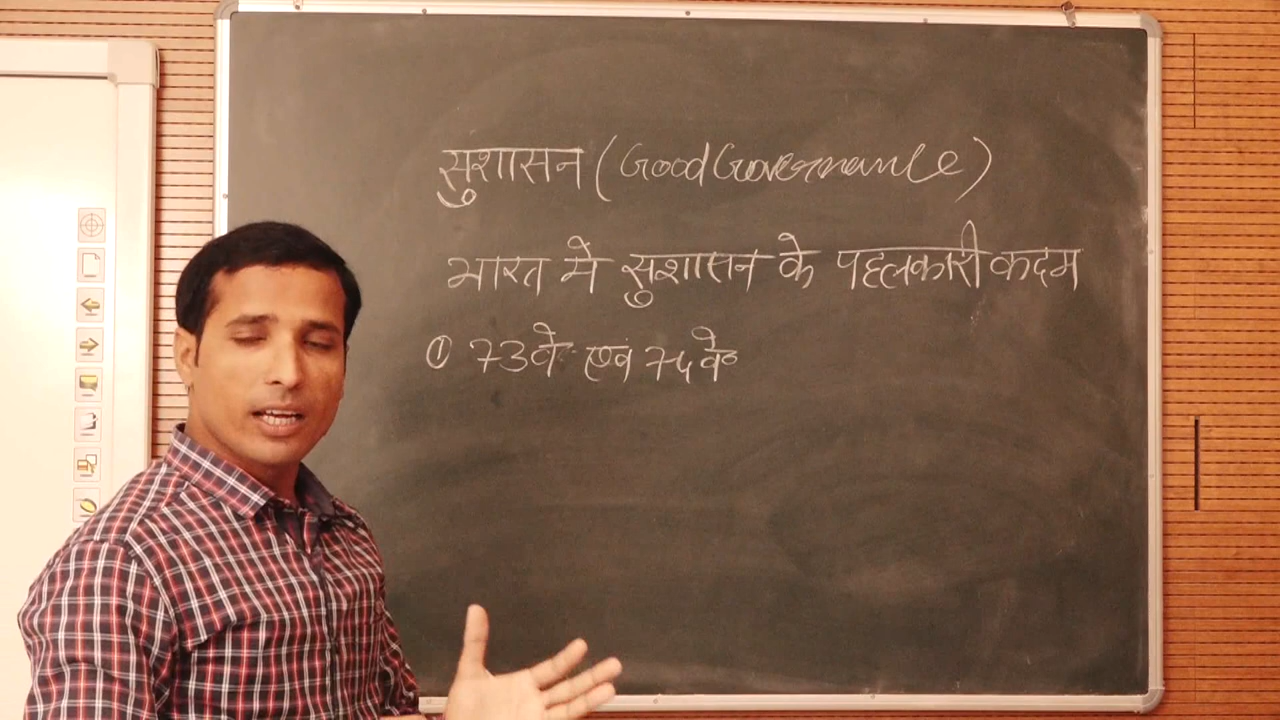 सुशासन (Good Governance)
भारत मे सुशासन के पहलकारी कदम
① 73वे एवं 74वे